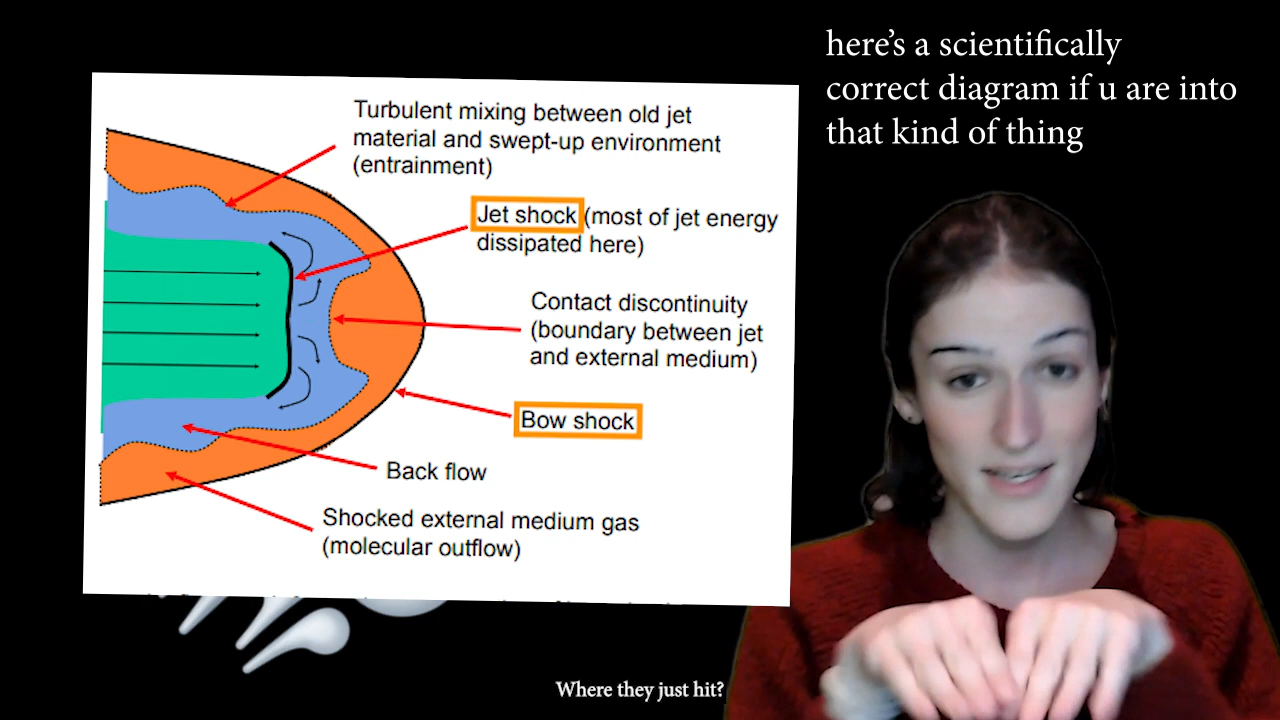 here's a scientifically
correct diagram if u are into
that kind of thing
Turbulent mixing between old jet
material and swept-up environment
(entrainment)
Jet shock (most of jet energy
dissipated here)
Contact discontinuity
(boundary between jet
and external medium)
Bow shock
Back flow
Shocked external medium gas
(molecular outflow)
Where they just hit?